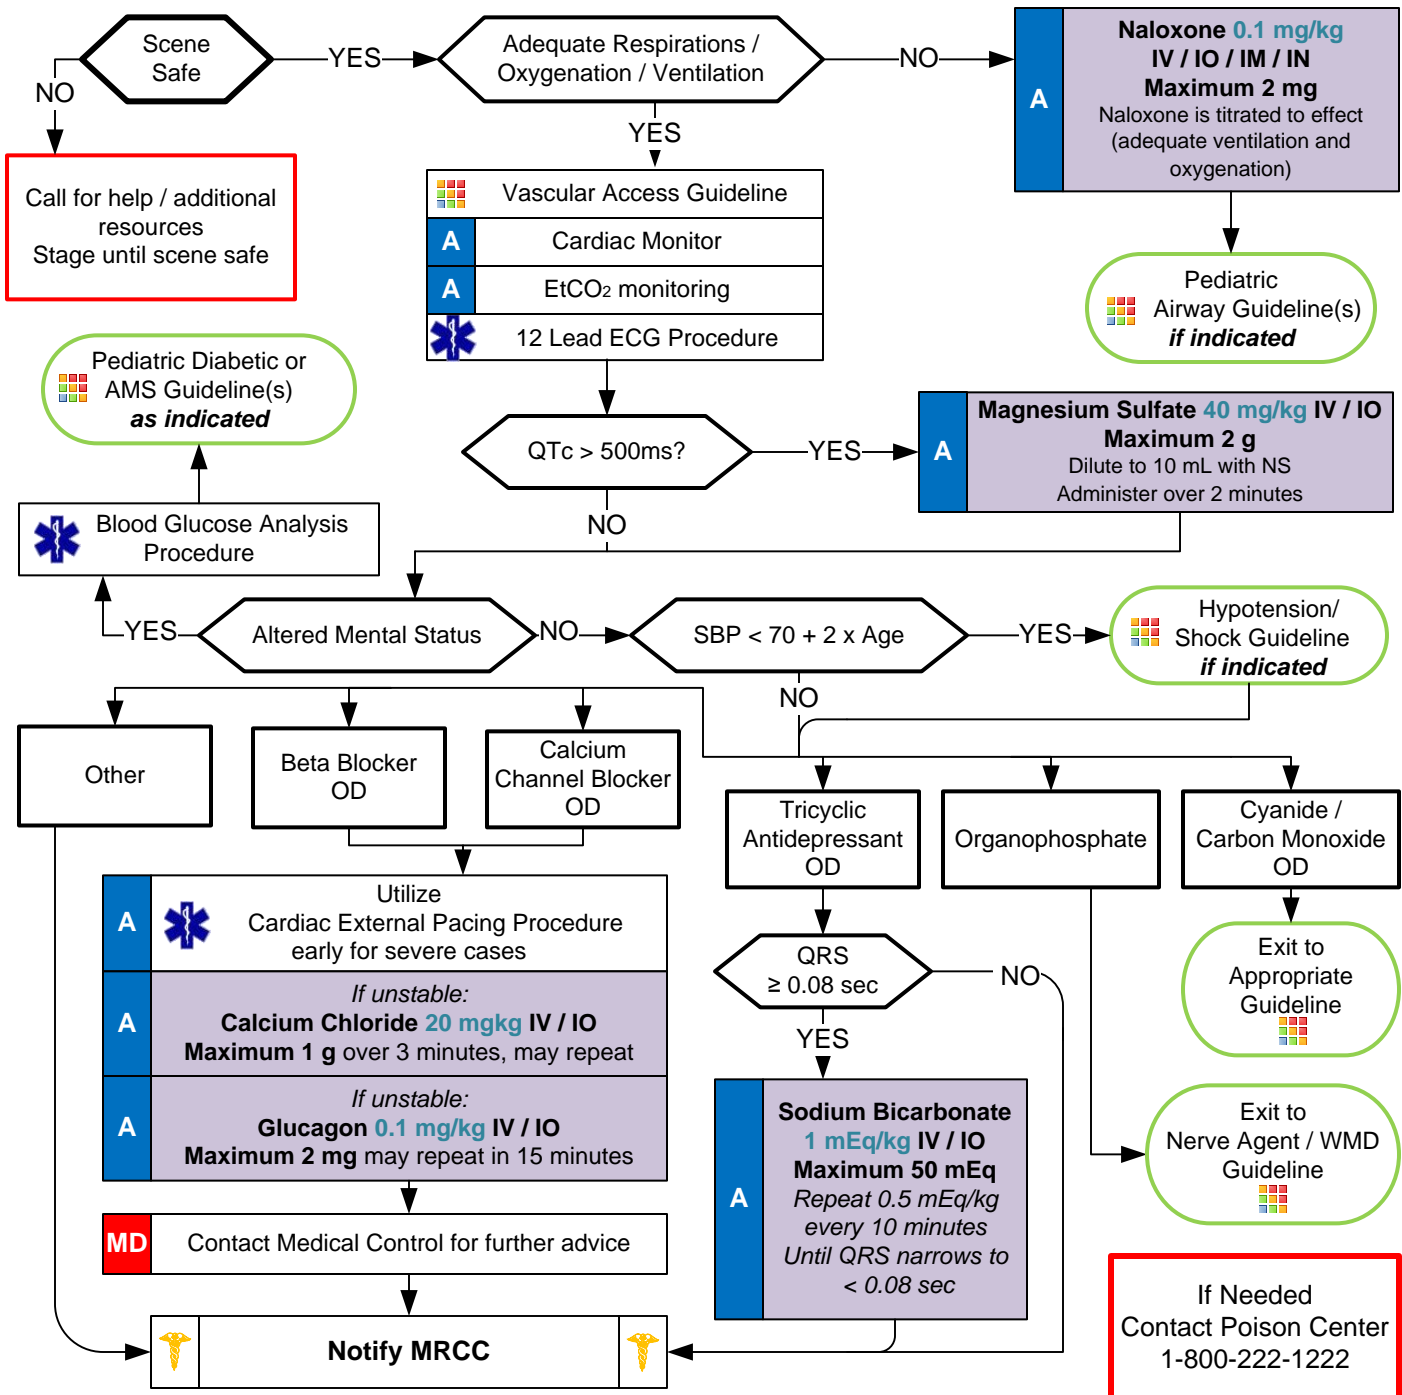 Scene
Safe
YES
NO
Adequate Respirations /
Oxygenation / Ventilation
NO
YES
A
Naloxone 0.1 mg/kg
IV / IO / IM / IN
Maximum 2 mg
Naloxone is titrated to effect
(adequate ventilation and
oxygenation)
Call for help / additional
resources
Stage until scene safe
Vascular Access Guideline
A
Cardiac Monitor
A
EtCO2 monitoring
12 Lead ECG Procedure
Pediatric
Airway Guideline(s)
if indicated
Pediatric Diabetic or
AMS Guideline(s)
as indicated
QTc > 500ms?
YES
NO
A
Magnesium Sulfate 40 mg/kg IV / IO
Maximum 2 g
Dilute to 10 mL with NS
Administer over 2 minutes
Blood Glucose Analysis
Procedure
YES
Altered Mental Status
NO
SBP < 70 + 2 x Age
YES
NO
Hypotension/
Shock Guideline
if indicated
Other
Beta Blocker
OD
Calcium
Channel Blocker
OD
Tricyclic
Antidepressant
OD
Organophosphate
Cyanide /
Carbon Monoxide
OD
A
Utilize
Cardiac External Pacing Procedure
early for severe cases
A
If unstable:
Calcium Chloride 20 mgkg IV / IO
Maximum 1 g over 3 minutes, may repeat
A
If unstable:
Glucagon 0.1 mg/kg IV / IO
Maximum 2 mg may repeat in 15 minutes
MD
Contact Medical Control for further advice
Notify MRCC
QRS
≥ 0.08 sec
NO
YES
A
Sodium Bicarbonate
1 mEq/kg IV / IO
Maximum 50 mEq
Repeat 0.5 mEq/kg
every 10 minutes
Until QRS narrows to
< 0.08 sec
Exit to
Appropriate
Guideline
Exit to
Nerve Agent / WMD
Guideline
If Needed
Contact Poison Center
1-800-222-1222